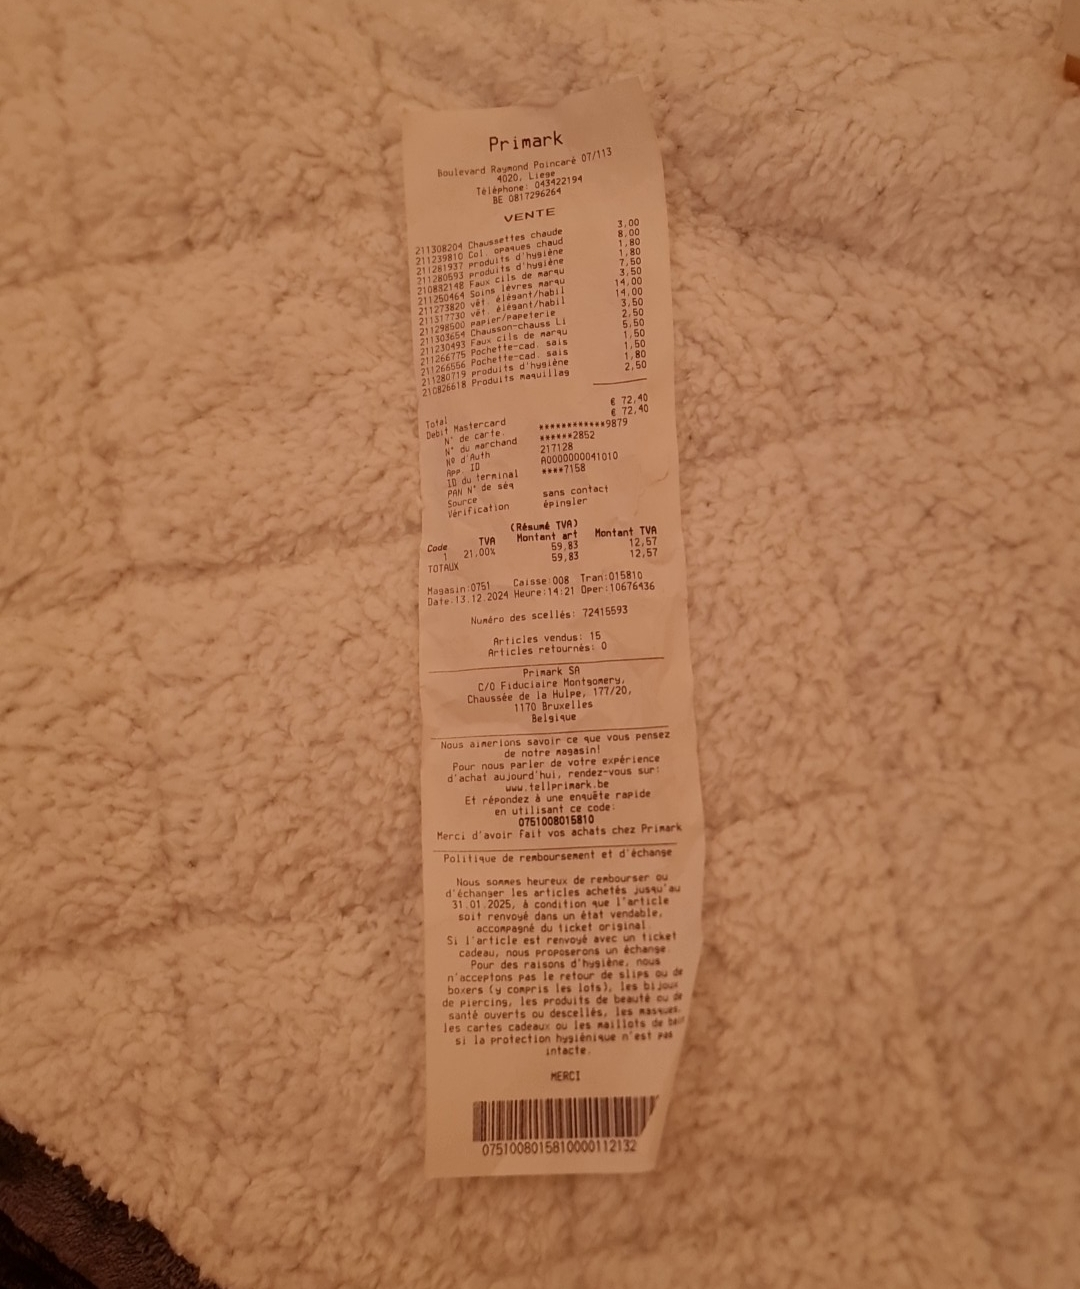 Primark
Boulevard Raymond Poincaré 07/113
4020, Liege
Téléphone: 043422194
BE 0817296264
VENTE
211308204 Chaussettes chaude 3,00
211239810 Col. opaques chaud 8,00
211281937 produits d'hygiène 1,80
211280593 produits d'hygiène 1,80
210882148 Faux cils de marqu 7,50
211250464 Soins lèvres marqu 3,50
211273820 vêt. élégant/habil 14,00
211317730 vêt. élégant/habil 14,00
211298500 papier/papeterie 3,50
211303654 Chausson-chauss Li 2,50
211230493 Faux cils de marqu 5,50
211266775 Pochette-cad. sais 1,50
211266556 Pochette-cad. sais 1,50
211280719 produits d'hygiène 1,80
210826618 Produits maquillag 2,50
Total € 72,40
Debit Mastercard € 72,40
N° de carte. ************9879
N° du marchand ******2852
Nº d'Auth 217128
App. ID A0000000041010
ID du terminal ****7158
PAN N° de séq
Source sans contact
Vérification épingler
(Résumé TVA)
Code TVA Montant art Montant TVA
1 21,00% 59,83 12,57
TOTAUX 59,83 12,57
Magasin:0751 Caisse:008 Tran:015810
Date:13.12.2024 Heure:14:21 Oper:10676436
Numéro des scellés: 72415593
Articles vendus: 15
Articles retournés: 0
Primark SA
C/O Fiduciaire Montgomery,
Chaussée de la Hulpe, 177/20,
1170 Bruxelles
Belgique
Nous aimerions savoir ce que vous pensez
de notre magasin!
Pour nous parler de votre expérience
d'achat aujourd'hui, rendez-vous sur:
www.tellprimark.be
Et répondez à une enquête rapide
en utilisant ce code:
0751008015810
Merci d'avoir fait vos achats chez Primark
Politique de remboursement et d'échange
Nous sommes heureux de rembourser ou
d'échanger les articles achetés jusqu'au
31.01.2025, à condition que l'article
soit renvoyé dans un état vendable,
accompagné du ticket original.
Si l'article est renvoyé avec un ticket
cadeau, nous proposerons un échange.
Pour des raisons d'hygiène, nous
n'acceptons pas le retour de slips ou de
boxers (y compris les lots), les bijoux
de piercing, les produits de beauté ou de
santé ouverts ou descellés, les masques,
les cartes cadeaux ou les maillots de bain
si la protection hygiénique n'est pas
intacte.
MERCI
0751008015810000112132